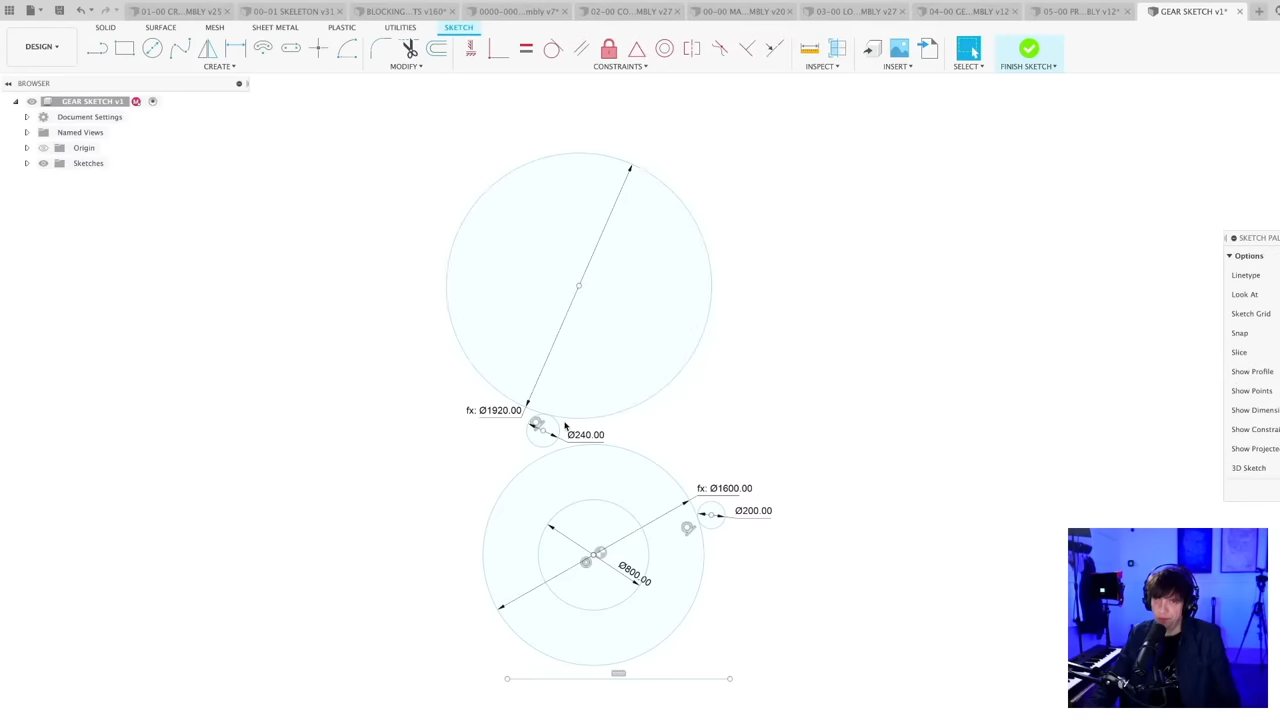 01-00 CR...MBLY v25
00-01 SKELETON v31
BLOCKING...TS v160*
0000-000...mbly v7*
02-00 CO...MBLY v27
00-00 MA...MBLY v20
03-00 LO...MBLY v27
04-00 GE...MBLY v12
05-00 PR...BLY v12*
GEAR SKETCH v1*
SOLID
SURFACE
MESH
SHEET METAL
PLASTIC
UTILITIES
SKETCH
DESIGN
CREATE
MODIFY
CONSTRAINTS
INSPECT
INSERT
SELECT
FINISH SKETCH
BROWSER
GEAR SKETCH v1
Document Settings
Named Views
Origin
Sketches
fx: Ø1920.00
Ø240.00
fx: Ø1600.00
Ø200.00
Ø800.00
SKETCH PAL
Options
Linetype
Look At
Sketch Grid
Snap
Slice
Show Profile
Show Points
Show Dimens
Show Constra
Show Projecte
3D Sketch